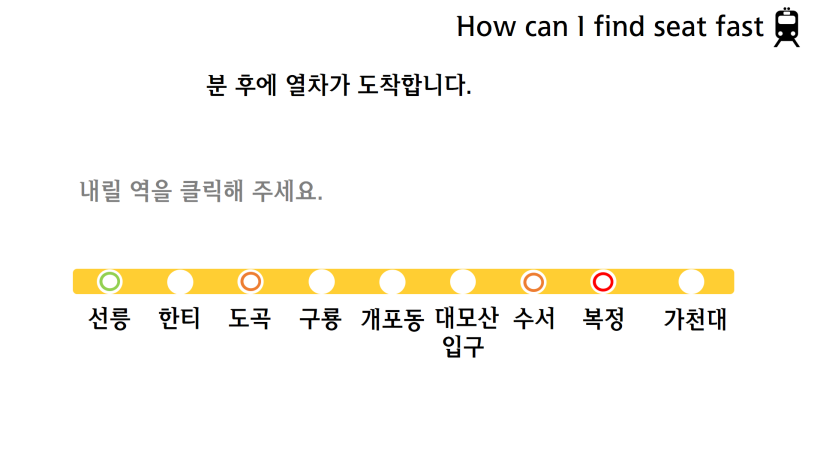 How can I find seat fast
분 후에 열차가 도착합니다.
내릴 역을 클릭해 주세요.
선릉 한티 도곡 구룡 개포동 대모산 수서 복정 가천대
입구